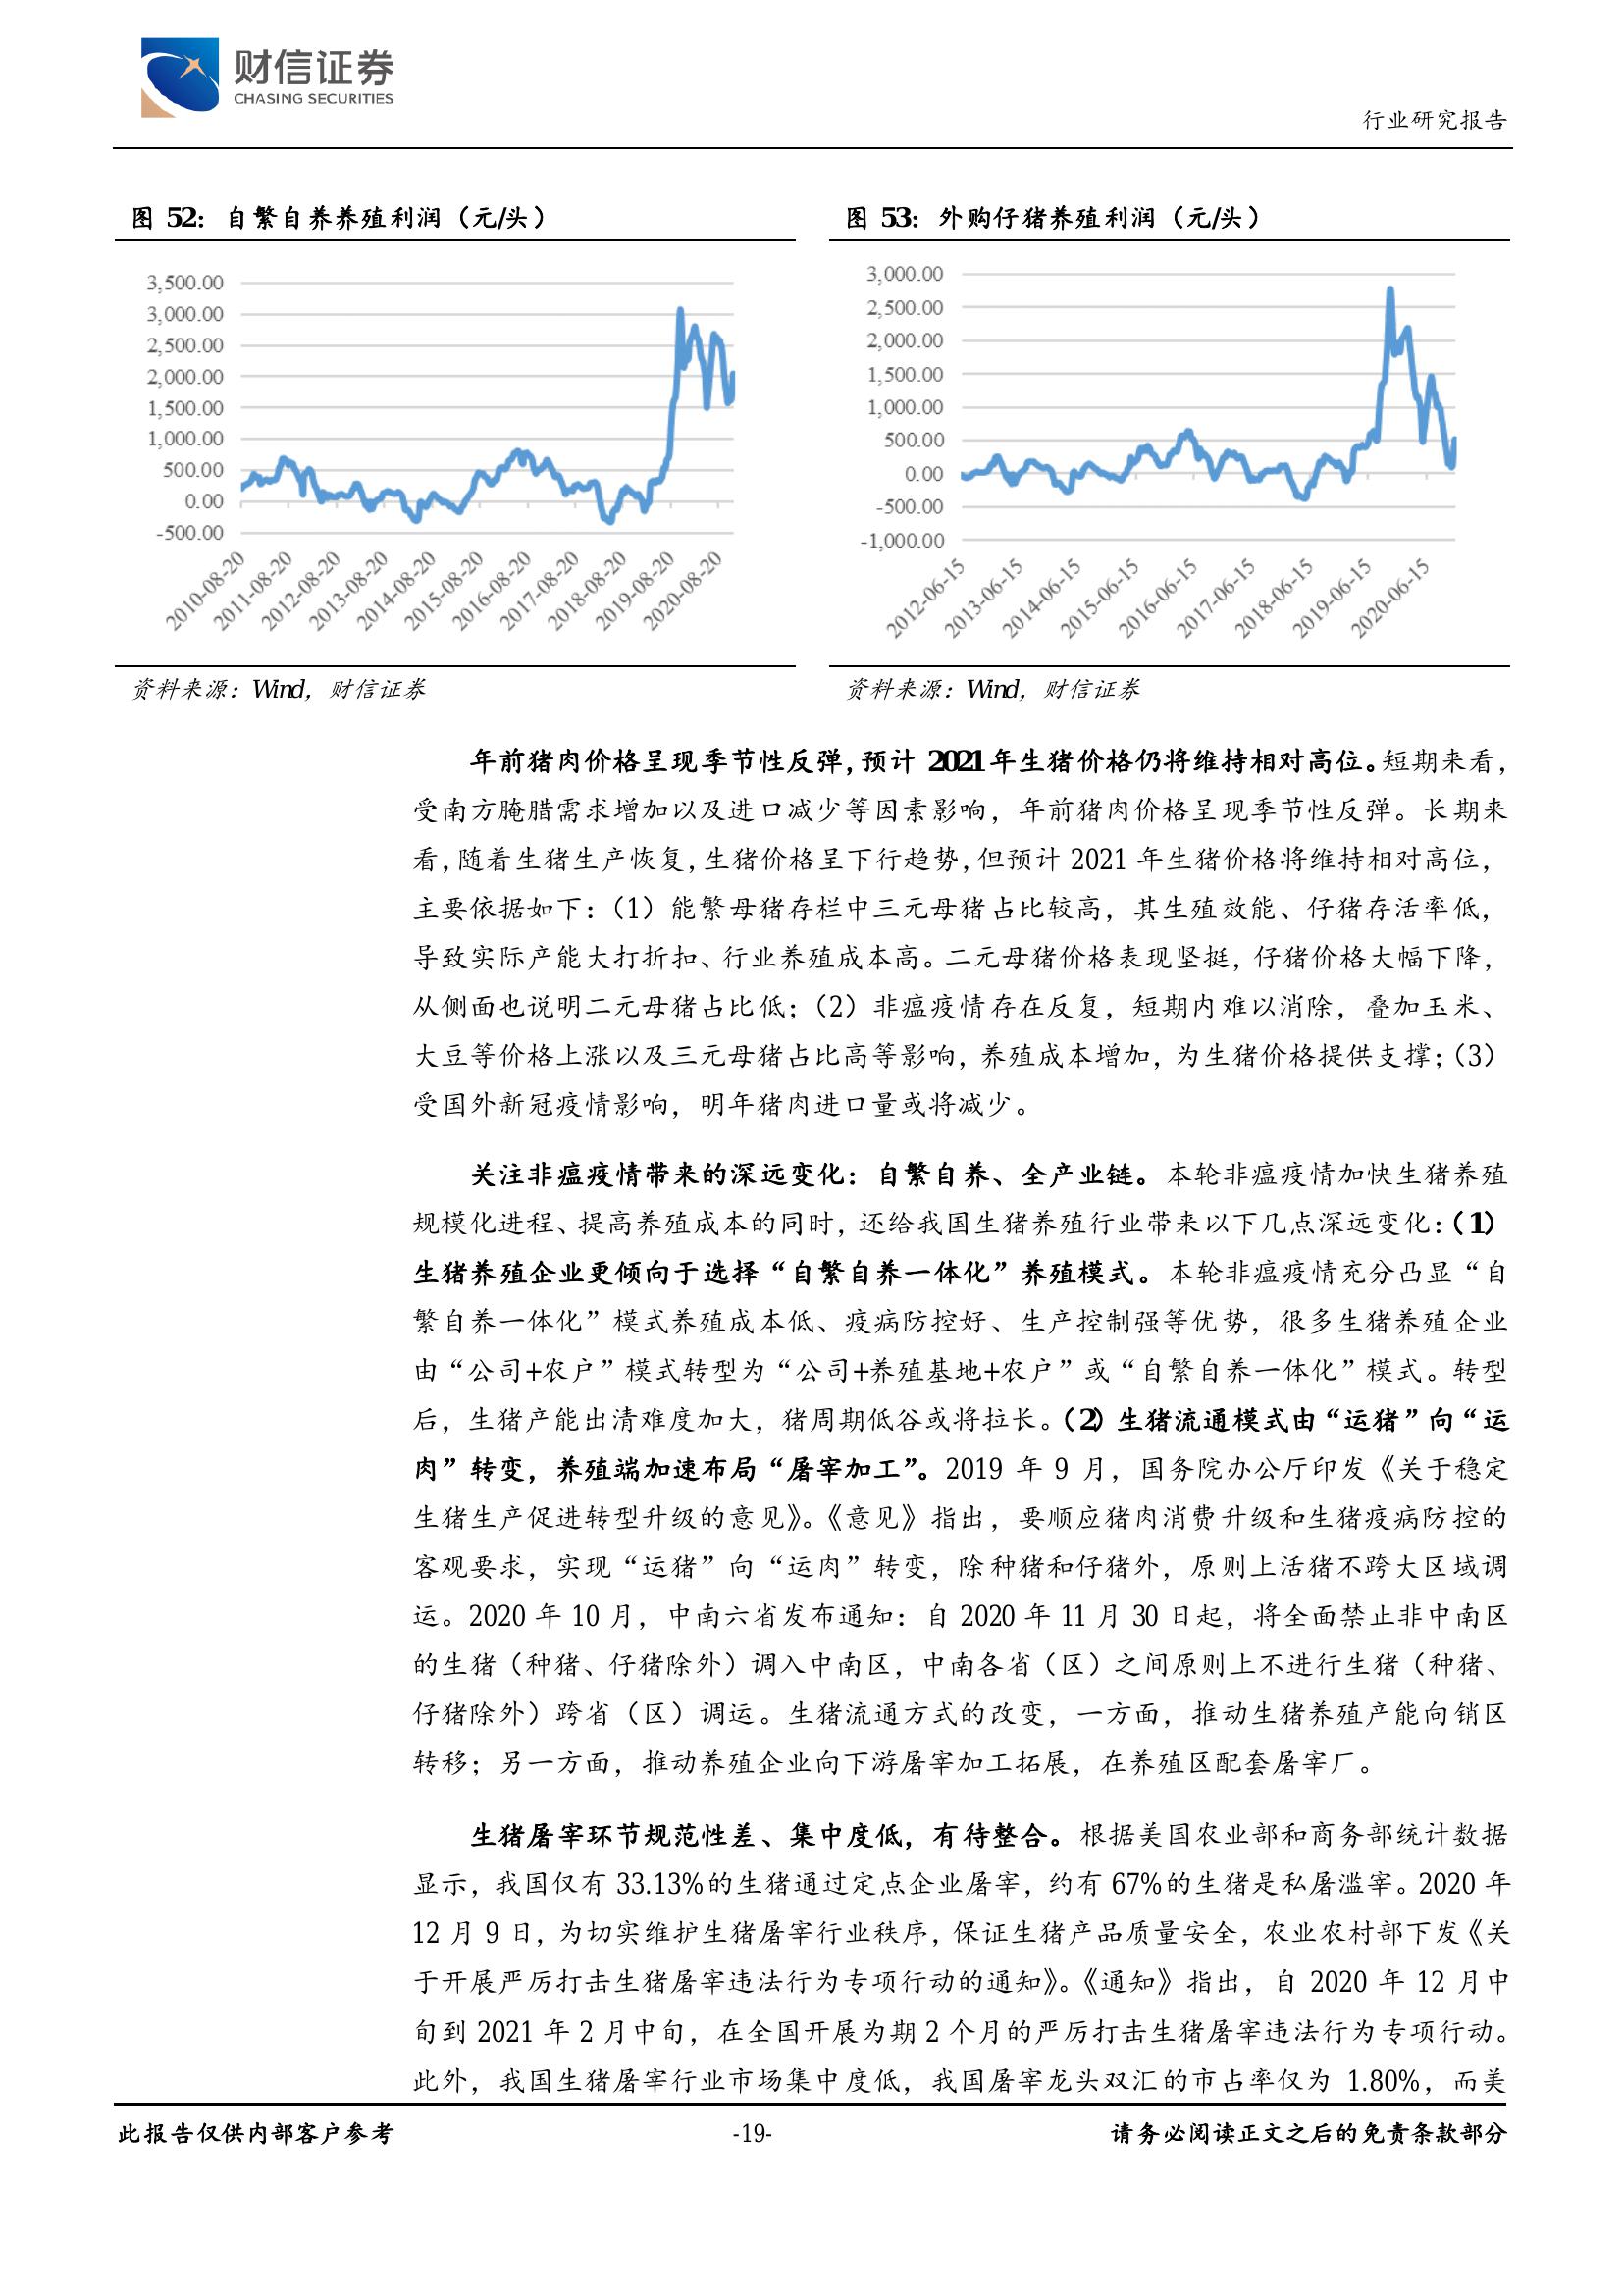 财信证券
CHASING SECURITIES
行业研究报告
图 52：自繁自养养殖利润（元/头）
3,500.00
3,000.00
2,500.00
2,000.00
1,500.00
1,000.00
500.00
0.00
-500.00
2010-08-20
2011-08-20
2012-08-20
2013-08-20
2014-08-20
2015-08-20
2016-08-20
2017-08-20
2018-08-20
2019-08-20
2020-08-20
资料来源：Wind，财信证券
图 53：外购仔猪养殖利润（元/头）
3,000.00
2,500.00
2,000.00
1,500.00
1,000.00
500.00
0.00
-500.00
-1,000.00
2012-06-15
2013-06-15
2014-06-15
2015-06-15
2016-06-15
2017-06-15
2018-06-15
2019-06-15
2020-06-15
资料来源：Wind，财信证券
年前猪肉价格呈现季节性反弹，预计 2021 年生猪价格仍将维持相对高位。短期来看，
受南方腌腊需求增加以及进口减少等因素影响，年前猪肉价格呈现季节性反弹。长期来
看，随着生猪生产恢复，生猪价格呈下行趋势，但预计 2021 年生猪价格将维持相对高位，
主要依据如下：（1）能繁母猪存栏中三元母猪占比较高，其生殖效能、仔猪存活率低，
导致实际产能大打折扣、行业养殖成本高。二元母猪价格表现坚挺，仔猪价格大幅下降，
从侧面也说明二元母猪占比低；（2）非瘟疫情存在反复，短期内难以消除，叠加玉米、
大豆等价格上涨以及三元母猪占比高等影响，养殖成本增加，为生猪价格提供支撑；（3）
受国外新冠疫情影响，明年猪肉进口量或将减少。
关注非瘟疫情带来的深远变化：自繁自养、全产业链。本轮非瘟疫情加快生猪养殖
规模化进程、提高养殖成本的同时，还给我国生猪养殖行业带来以下几点深远变化：（1）
生猪养殖企业更倾向于选择“自繁自养一体化”养殖模式。本轮非瘟疫情充分凸显“自
繁自养一体化”模式养殖成本低、疫病防控好、生产控制强等优势，很多生猪养殖企业
由“公司+农户”模式转型为“公司+养殖基地+农户”或“自繁自养一体化”模式。转型
后，生猪产能出清难度加大，猪周期低谷或将拉长。（2）生猪流通模式由“运猪”向“运
肉”转变，养殖端加速布局“屠宰加工”。2019 年 9 月，国务院办公厅印发《关于稳定
生猪生产促进转型升级的意见》。《意见》指出，要顺应猪肉消费升级和生猪疫病防控的
客观要求，实现“运猪”向“运肉”转变，除种猪和仔猪外，原则上活猪不跨大区域调
运。2020 年 10 月，中南六省发布通知：自 2020 年 11 月 30 日起，将全面禁止非中南区
的生猪（种猪、仔猪除外）调入中南区，中南各省（区）之间原则上不进行生猪（种猪、
仔猪除外）跨省（区）调运。生猪流通方式的改变，一方面，推动生猪养殖产能向销区
转移；另一方面，推动养殖企业向下游屠宰加工拓展，在养殖区配套屠宰厂。
生猪屠宰环节规范性差、集中度低，有待整合。根据美国农业部和商务部统计数据
显示，我国仅有 33.13%的生猪通过定点企业屠宰，约有 67%的生猪是私屠滥宰。2020 年
12 月 9 日，为切实维护生猪屠宰行业秩序，保证生猪产品质量安全，农业农村部下发《关
于开展严厉打击生猪屠宰违法行为专项行动的通知》。《通知》指出，自 2020 年 12 月中
旬到 2021 年 2 月中旬，在全国开展为期 2 个月的严厉打击生猪屠宰违法行为专项行动。
此外，我国生猪屠宰行业市场集中度低，我国屠宰龙头双汇的市占率仅为 1.80%，而美
此报告仅供内部客户参考
-19-
请务必阅读正文之后的免责条款部分